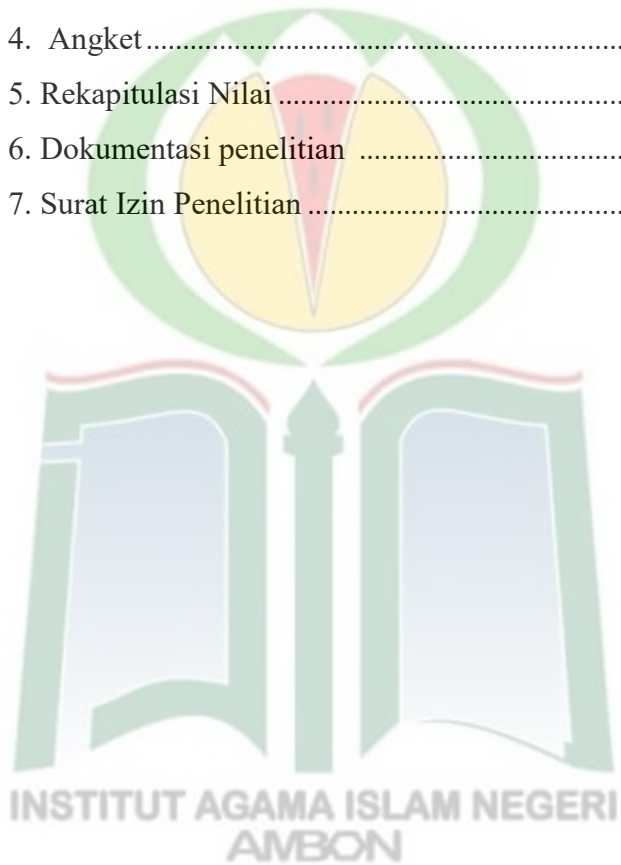 4. Angket......................................................
5. Rekapitulasi Nilai......................................
6. Dokumentasi penelitian ..............................
7. Surat Izin Penelitian...................................
INSTITUT AGAMA ISLAM NEGERI
AMBON